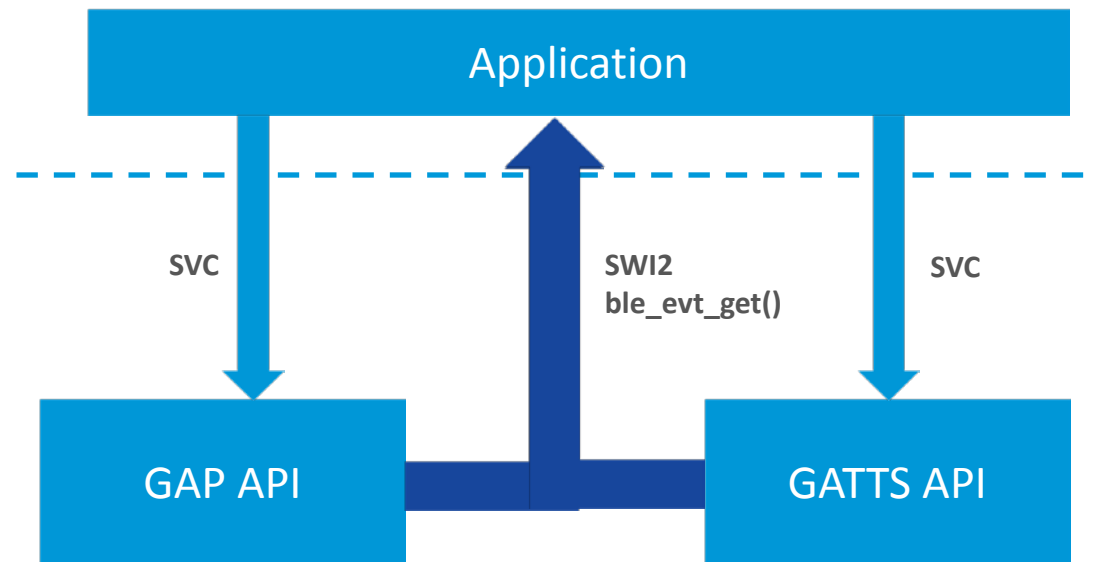 Application
SVC
SWI2
ble_evt_get()
SVC
GAP API
GATTS API